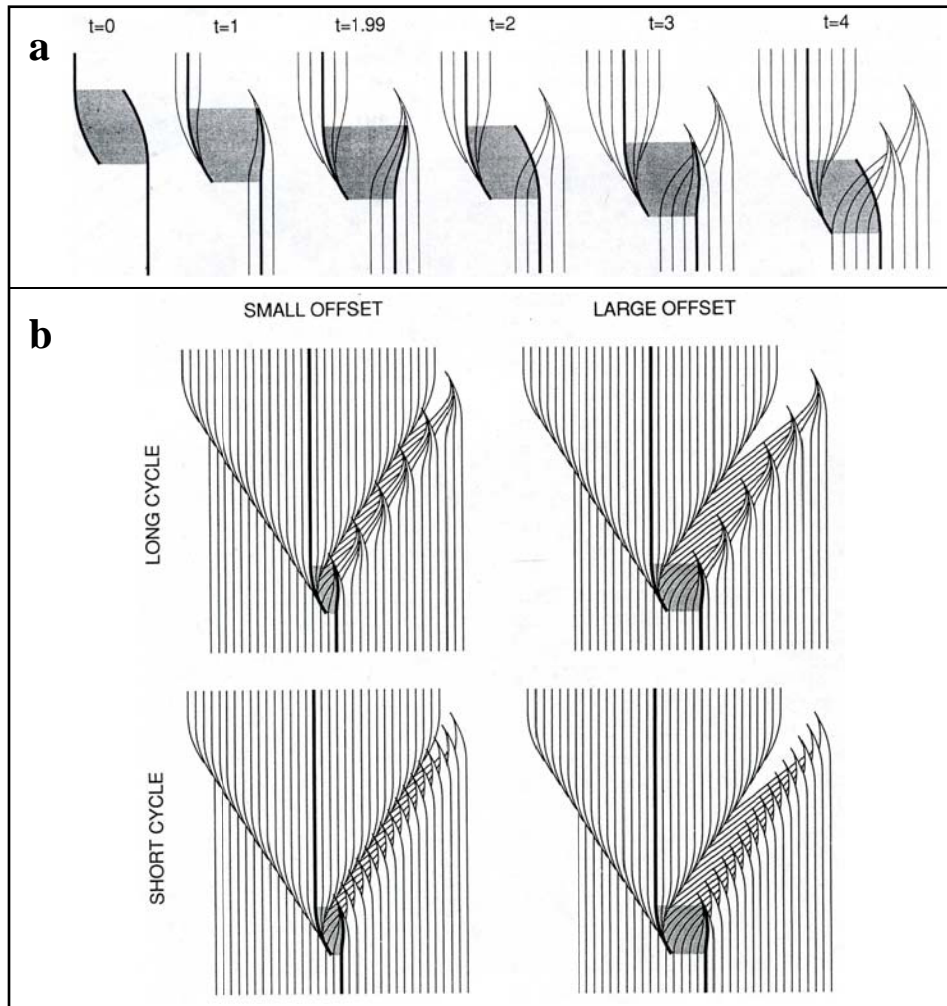 t=0 t=1 t=1.99 t=2 t=3 t=4
a
SMALL OFFSET LARGE OFFSET
b
LONG CYCLE
SHORT CYCLE